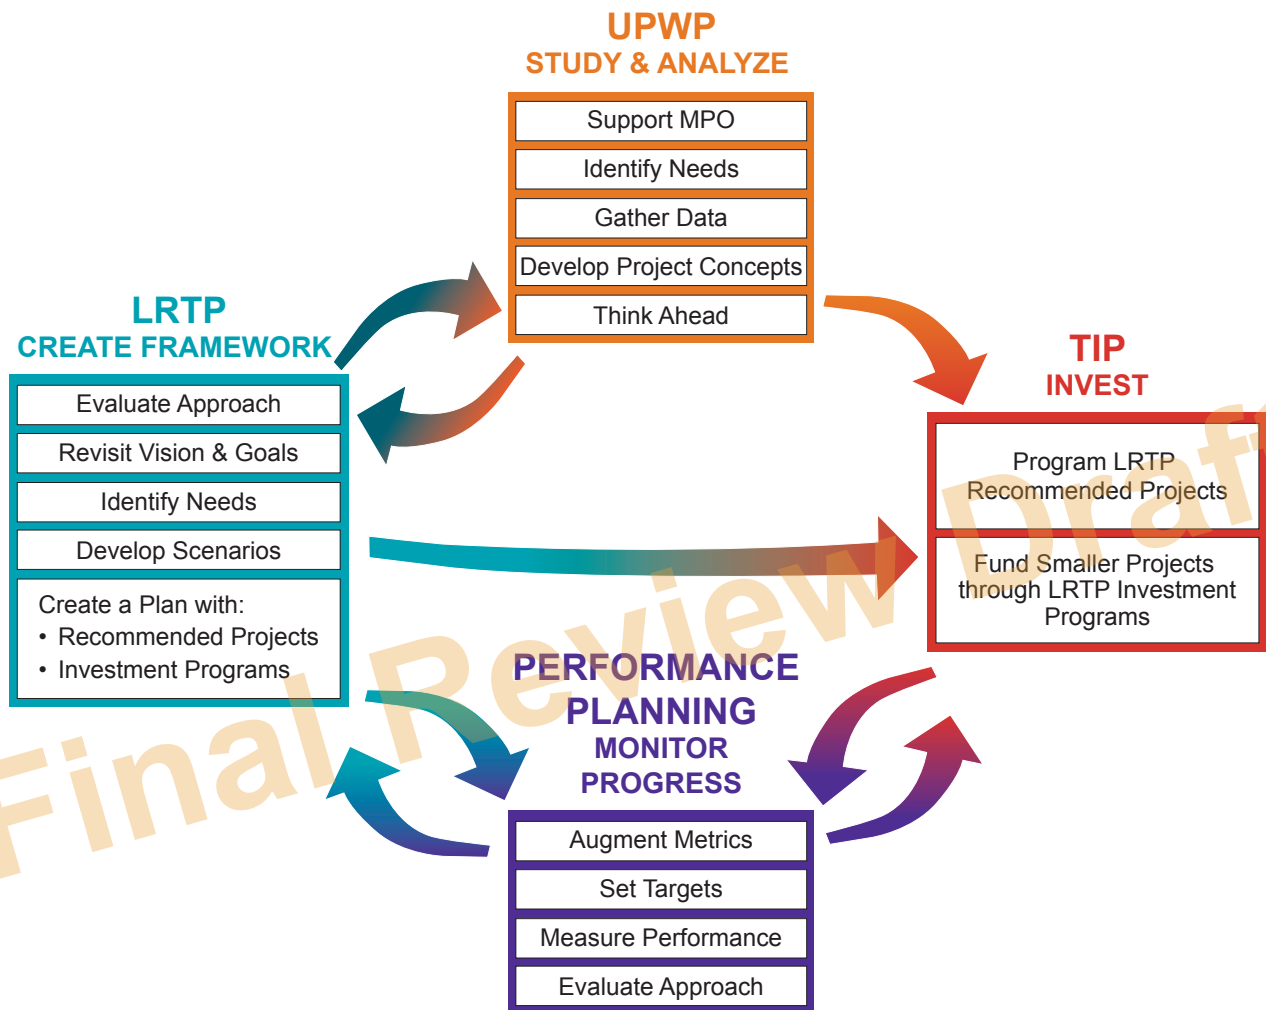 UPWP
STUDY & ANALYZE
Support MPO
Identify Needs
Gather Data
Develop Project Concepts
Think Ahead
LRTP
CREATE FRAMEWORK
Evaluate Approach
Revisit Vision & Goals
Identify Needs
Develop Scenarios
Create a Plan with:
• Recommended Projects
• Investment Programs
TIP
INVEST
Program LRTP
Recommended Projects
Fund Smaller Projects
through LRTP Investment
Programs
PERFORMANCE
PLANNING
MONITOR
PROGRESS
Augment Metrics
Set Targets
Measure Performance
Evaluate Approach
Final Review Draft